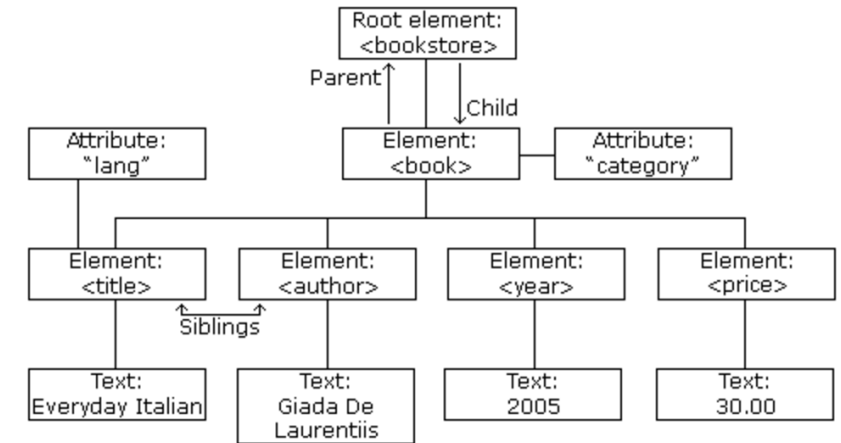 Root element:
<bookstore>
Parent
Child
Attribute:
"lang"
Element:
<book>
Attribute:
"category"
Element:
<title>
Element:
<author>
Element:
<year>
Element:
<price>
Siblings
Text:
Everyday Italian
Text:
Giada De
Laurentiis
Text:
2005
Text:
30.00